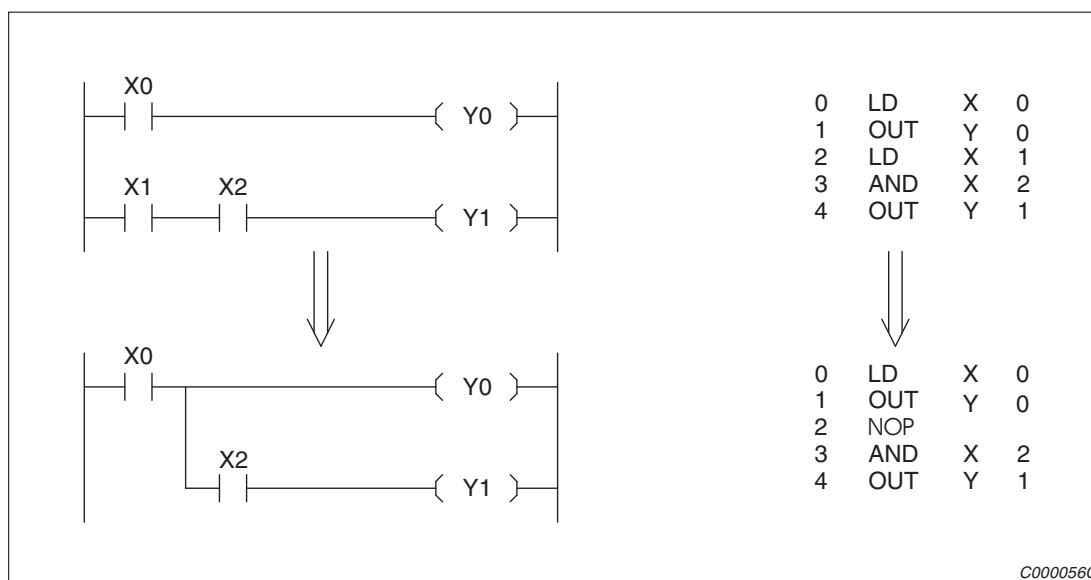 X0
Y0
X1 X2
Y1
0 LD X 0
1 OUT Y 0
2 LD X 1
3 AND X 2
4 OUT Y 1
X0
Y0
X2
Y1
0 LD X 0
1 OUT Y 0
2 NOP
3 AND X 2
4 OUT Y 1